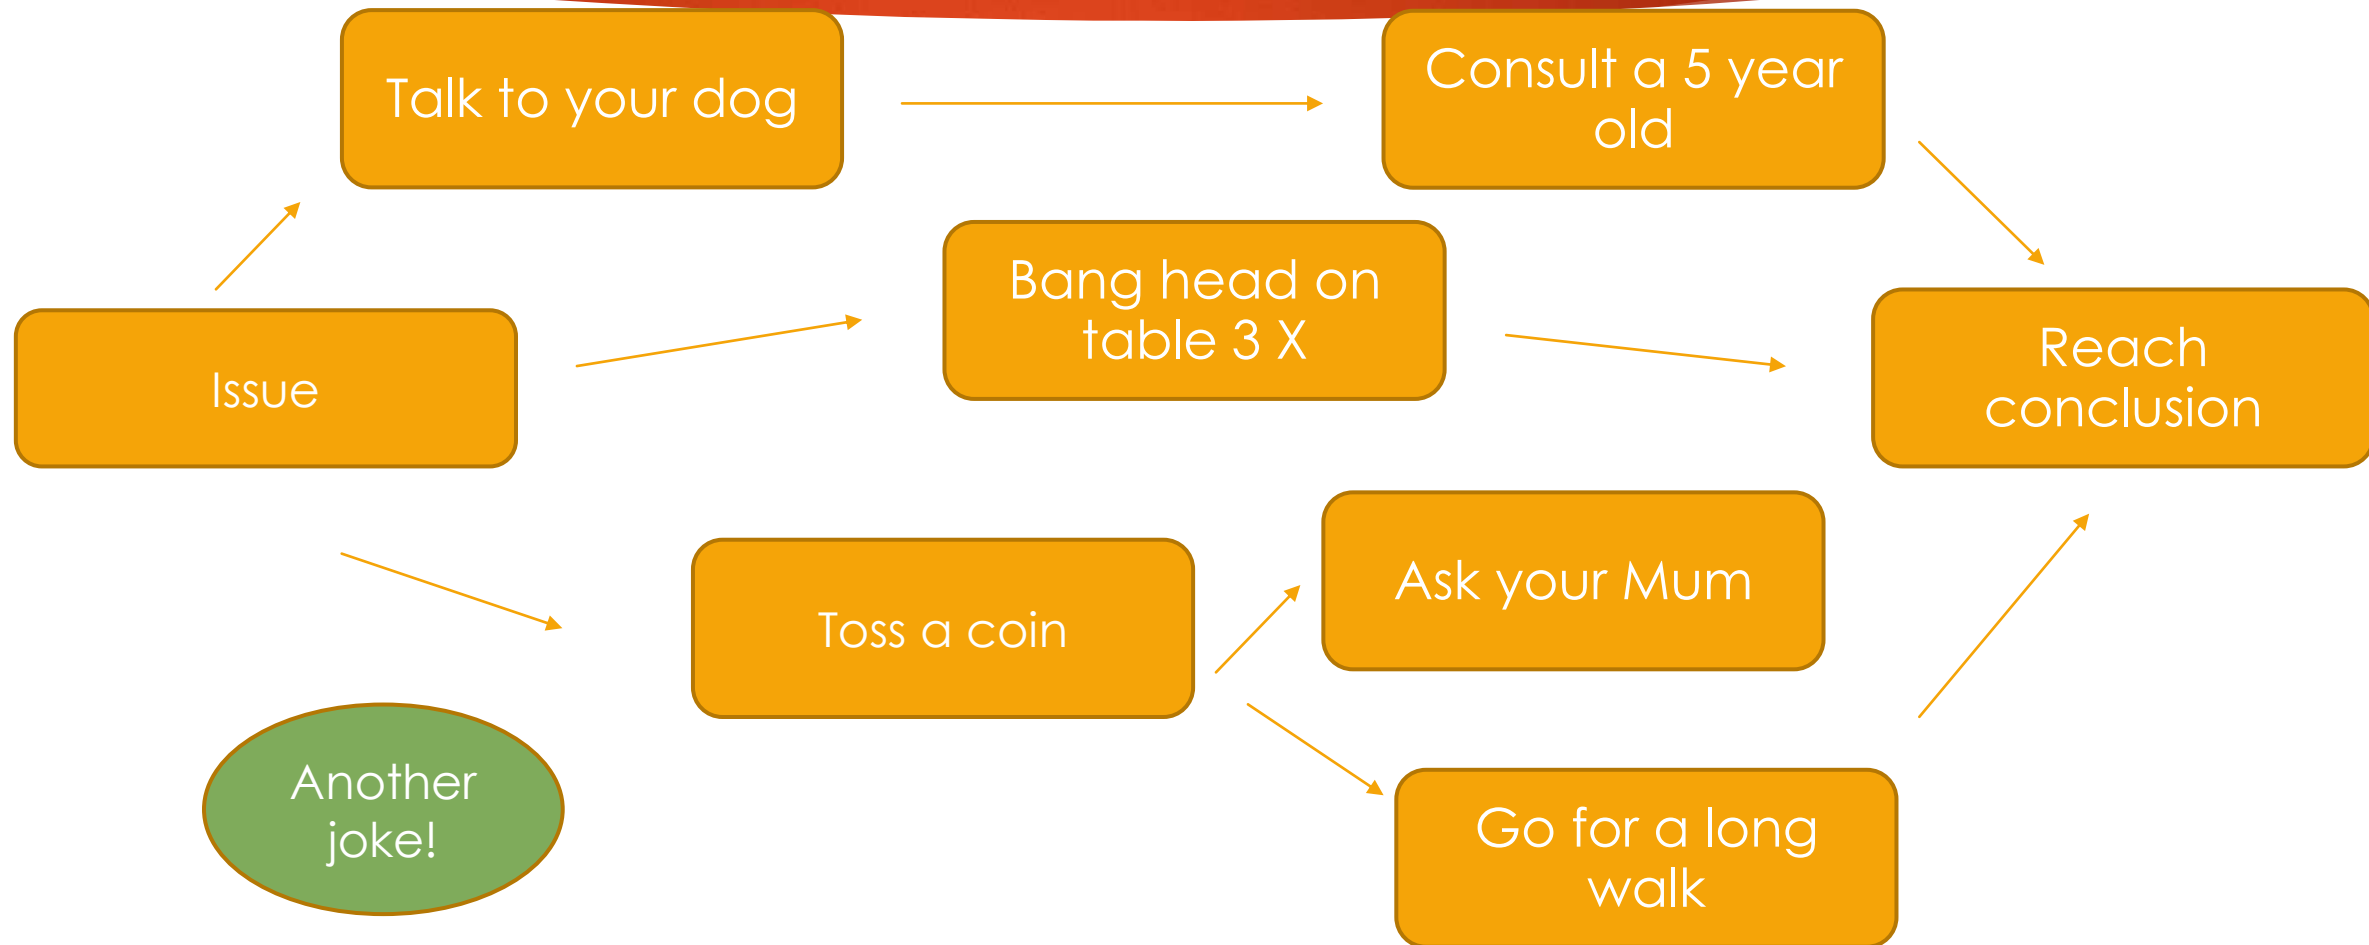 Talk to your dog
Consult a 5 year
old
Bang head on
table 3 X
Issue
Reach
conclusion
Ask your Mum
Toss a coin
Another
joke!
Go for a long
walk